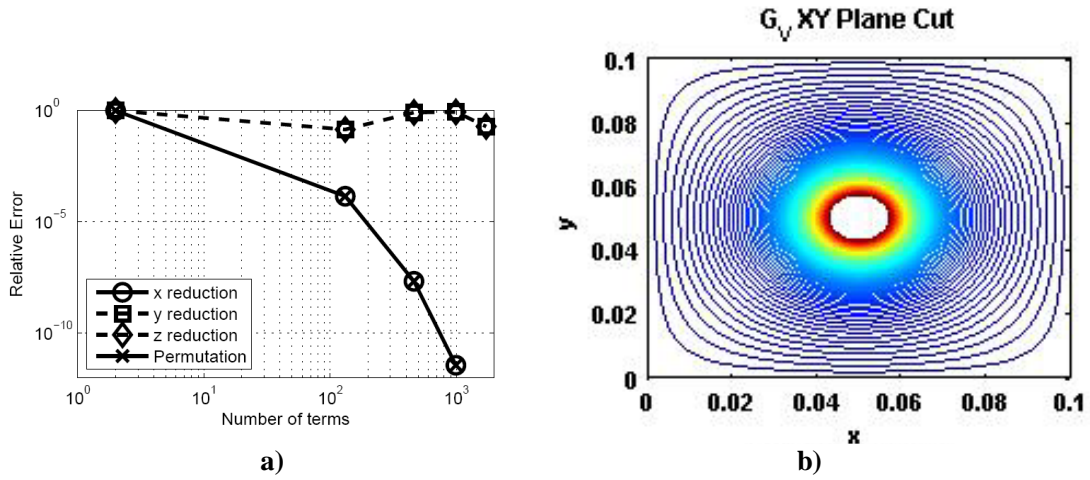 10^0
10^-5
10^-10
Relative Error
x reduction
y reduction
z reduction
Permutation
10^0 10^1 10^2 10^3
Number of terms
a)
G_V XY Plane Cut
0.1
0.08
0.06
0.04
0.02
0
y
0 0.02 0.04 0.06 0.08 0.1
x
b)